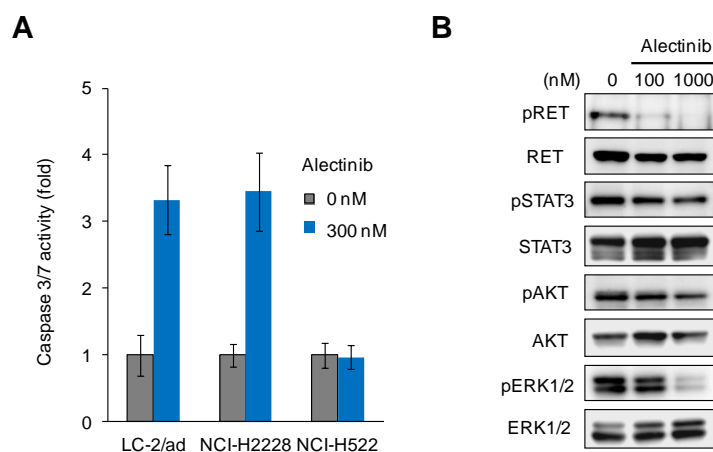 A
Caspase 3/7 activity (fold)
5
4
3
2
1
0
Alectinib
0 nM
300 nM
LC-2/ad NCI-H2228 NCI-H522
B
Alectinib
(nM) 0 100 1000
pRET
RET
pSTAT3
STAT3
pAKT
AKT
pERK1/2
ERK1/2